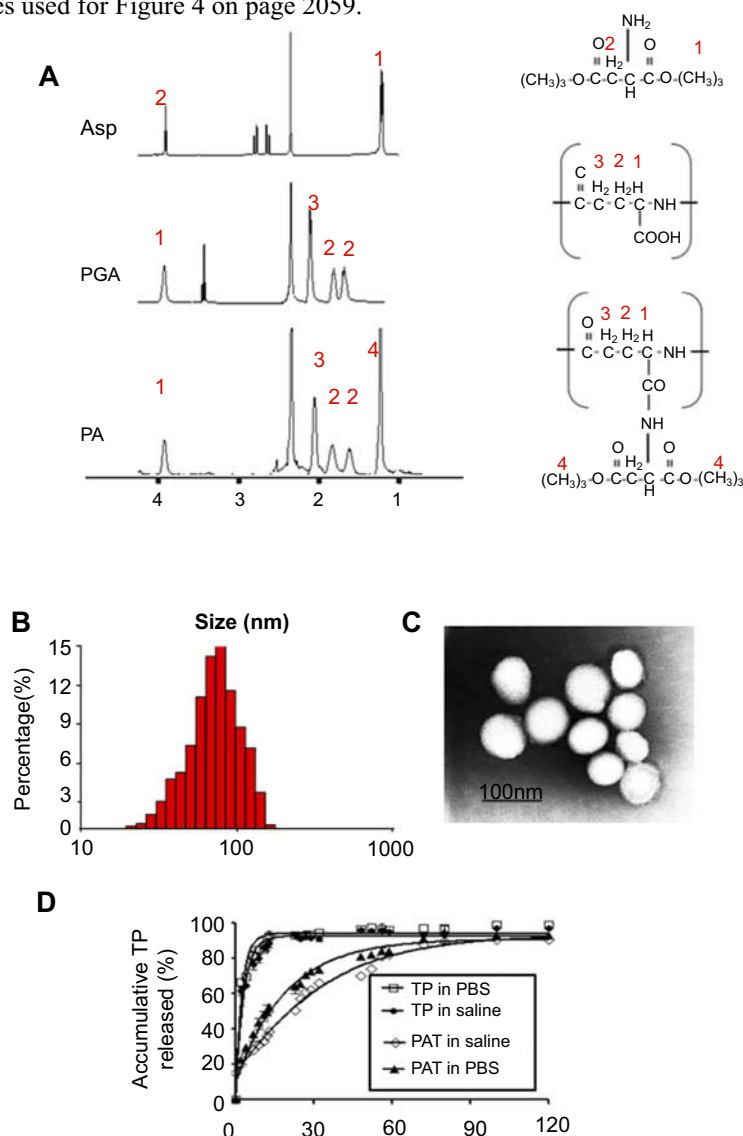 es used for Figure 4 on page 2059.
A
Asp
2
1
PGA
1
3
2 2
PA
1
3
2 2
4
4 3 2 1
NH2
O 2 O 1
H2
(CH3)3-O-C-C-C-C-O-(CH3)3
H
3 2 1
C H2 H2H
C-C-C-C-NH
COOH
3 2 1
O H2 H2 H
C-C-C-C-NH
CO
NH
4 O H2 O 4
(CH3)3-O-C-C-C-C-O-(CH3)3
H
B
Size (nm)
Percentage(%)
15
12
9
6
3
0
10 100 1000
C
100nm
D
Accumulative TP
released (%)
100
80
60
40
20
0
0 30 60 90 120
TP in PBS
TP in saline
PAT in saline
PAT in PBS